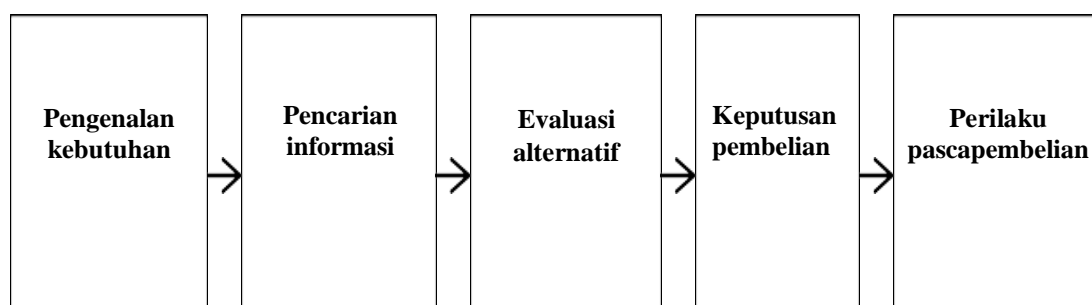 Pengenalan
kebutuhan
Pencarian
informasi
Evaluasi
alternatif
Keputusan
pembelian
Perilaku
pascapembelian